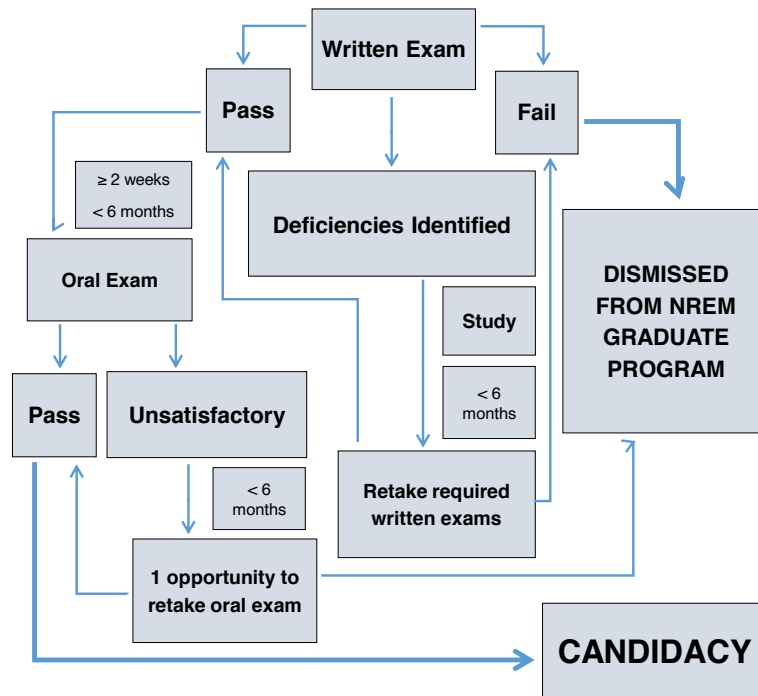 Written Exam
Pass
Fail
≥ 2 weeks
< 6 months
Deficiencies Identified
DISMISSED
FROM NREM
GRADUATE
PROGRAM
Oral Exam
Study
< 6
months
Pass
Unsatisfactory
< 6
months
Retake required
written exams
1 opportunity to
retake oral exam
CANDIDACY